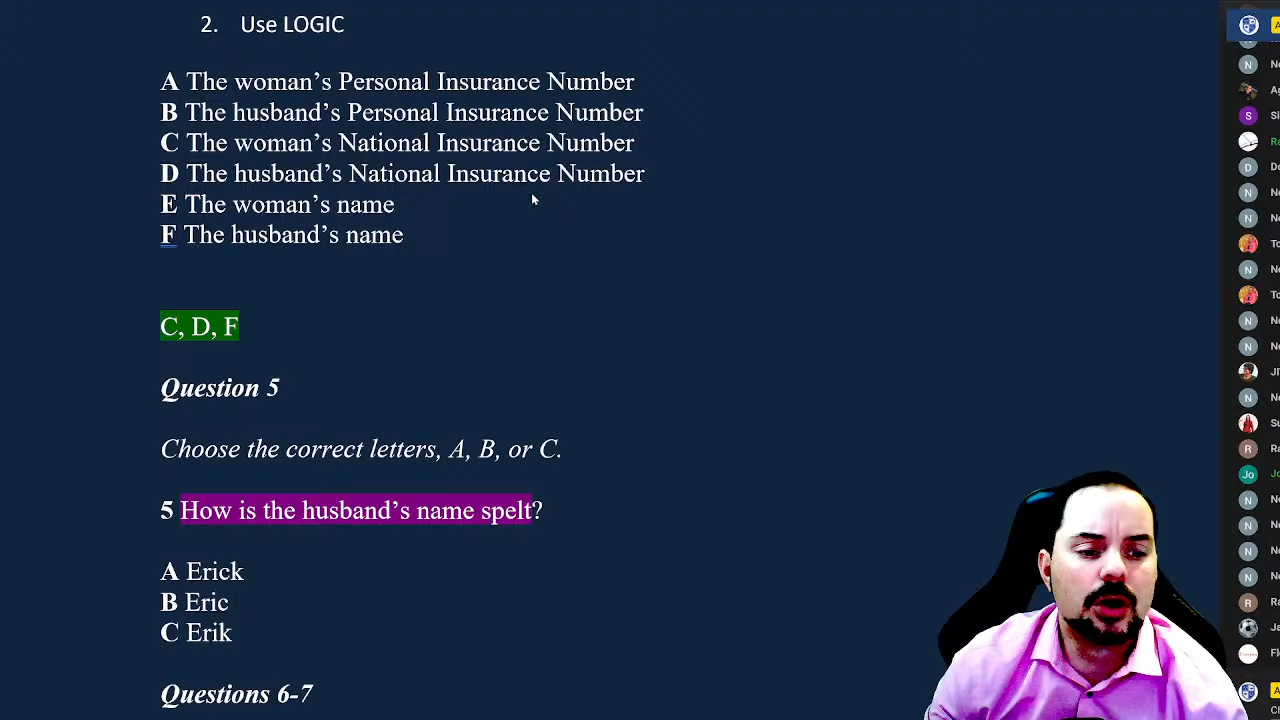 2. Use LOGIC
A The woman's Personal Insurance Number
B The husband's Personal Insurance Number
C The woman's National Insurance Number
D The husband's National Insurance Number
E The woman's name
F The husband's name
C, D, F
Question 5
Choose the correct letters, A, B, or C.
5 How is the husband's name spelt?
A Erick
B Eric
C Erik
Questions 6-7